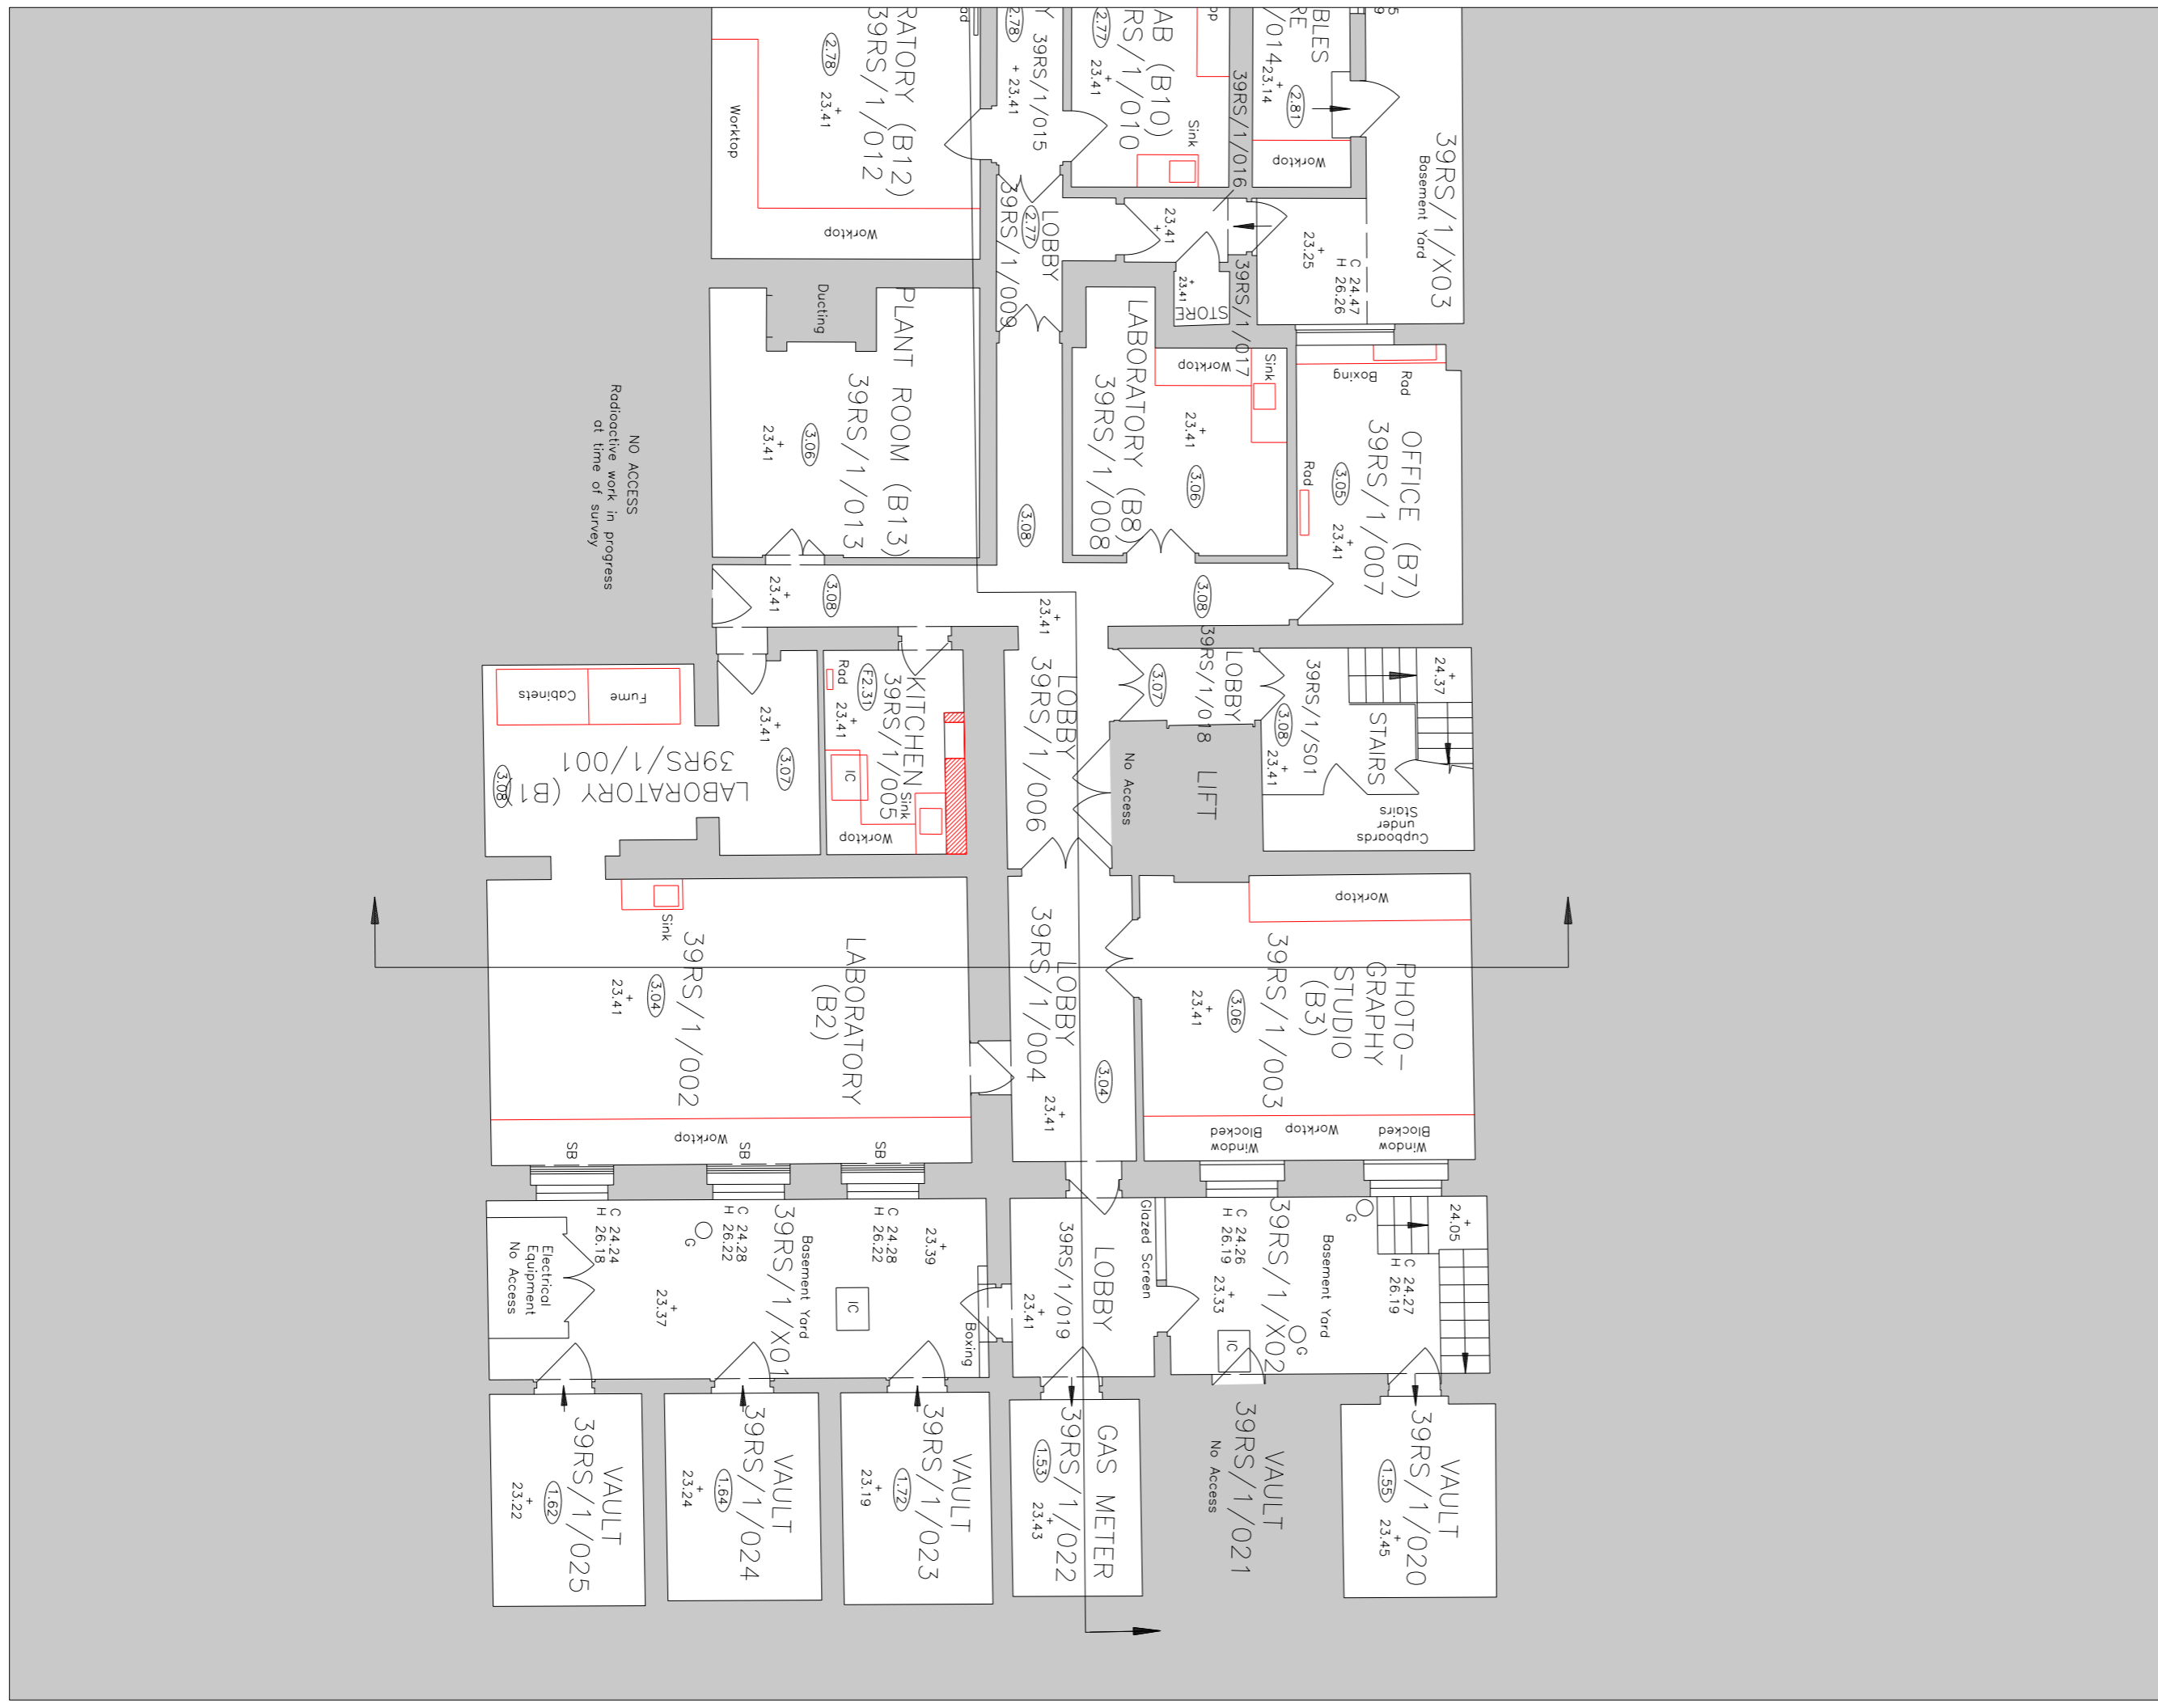 RATORY (B12)
39RS/1/012
2.78
23.41
Worktop
Worktop
2.78
39RS/1/015
23.41
AB (B10)
RS/1/010
2.77
23.41
Sink
39RS/1/016
BLES
RE
/014
23.14
2.81
Worktop
39RS/1/X03
Basement Yard
LOBBY
2.77
39RS/1/009
23.41
23.41
STORE
39RS/1/017
23.25
C 24.47
H 26.26
Ducting
PLANT ROOM (B13)
39RS/1/013
3.06
23.41
NO ACCESS
Radioactive work in progress
at time of survey
3.08
LABORATORY (B8)
39RS/1/008
Worktop
Sink
23.41
3.06
Rad
Boxing
OFFICE (B7)
39RS/1/007
3.05
Rad
23.41
23.41
3.08
23.41
3.08
Fume
Cabinets
23.41
3.07
LABORATORY (B1)
39RS/1/001
3.08
Rad
F2.31
KITCHEN
39RS/1/005
23.41
IC
Sink
Worktop
LOBBY
39RS/1/006
3.07
LOBBY
39RS/1/018
39RS/1/S01
3.08
23.41
STAIRS
24.37
No Access
LIFT
Cupboards
under
Stairs
Sink
LABORATORY
(B2)
39RS/1/002
3.04
23.41
Worktop
SB
SB
SB
LOBBY
39RS/1/004
3.04
23.41
Worktop
PHOTO-
GRAPHY
STUDIO
(B3)
39RS/1/003
3.06
23.41
Window
Blocked
Worktop
Window
Blocked
C 24.24
H 26.18
Electrical
Equipment
No Access
G
C 24.28
H 26.22
23.37
Basement Yard
39RS/1/X01
C 24.28
H 26.22
23.39
IC
Boxing
LOBBY
39RS/1/019
23.41
Glazed Screen
C 24.26
H 26.19
23.33
39RS/1/X02
Basement Yard
IC
G
G
24.05
C 24.27
H 26.19
VAULT
39RS/1/025
1.62
23.22
VAULT
39RS/1/024
1.64
23.24
VAULT
39RS/1/023
1.72
23.19
GAS METER
39RS/1/022
1.53
23.43
VAULT
39RS/1/021
No Access
VAULT
39RS/1/020
1.55
23.45